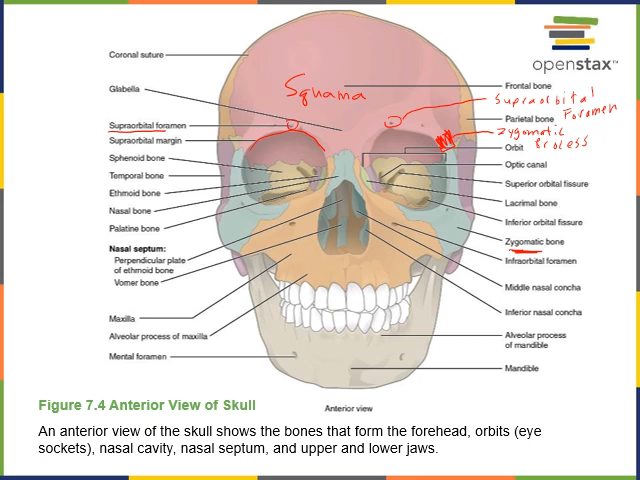 openstax™
Coronal suture
Glabella
Supraorbital foramen
Supraorbital margin
Sphenoid bone
Temporal bone
Ethmoid bone
Nasal bone
Palatine bone
Nasal septum:
Perpendicular plate
of ethmoid bone
Vomer bone
Maxilla
Alveolar process of maxilla
Mental foramen
Squama
Frontal bone
Supraorbital
Foramen
Parietal bone
Zygomatic
Process
Orbit
Optic canal
Superior orbital fissure
Lacrimal bone
Inferior orbital fissure
Zygomatic bone
Infraorbital foramen
Middle nasal concha
Inferior nasal concha
Alveolar process
of mandible
Mandible
Anterior view
Figure 7.4 Anterior View of Skull
An anterior view of the skull shows the bones that form the forehead, orbits (eye
sockets), nasal cavity, nasal septum, and upper and lower jaws.